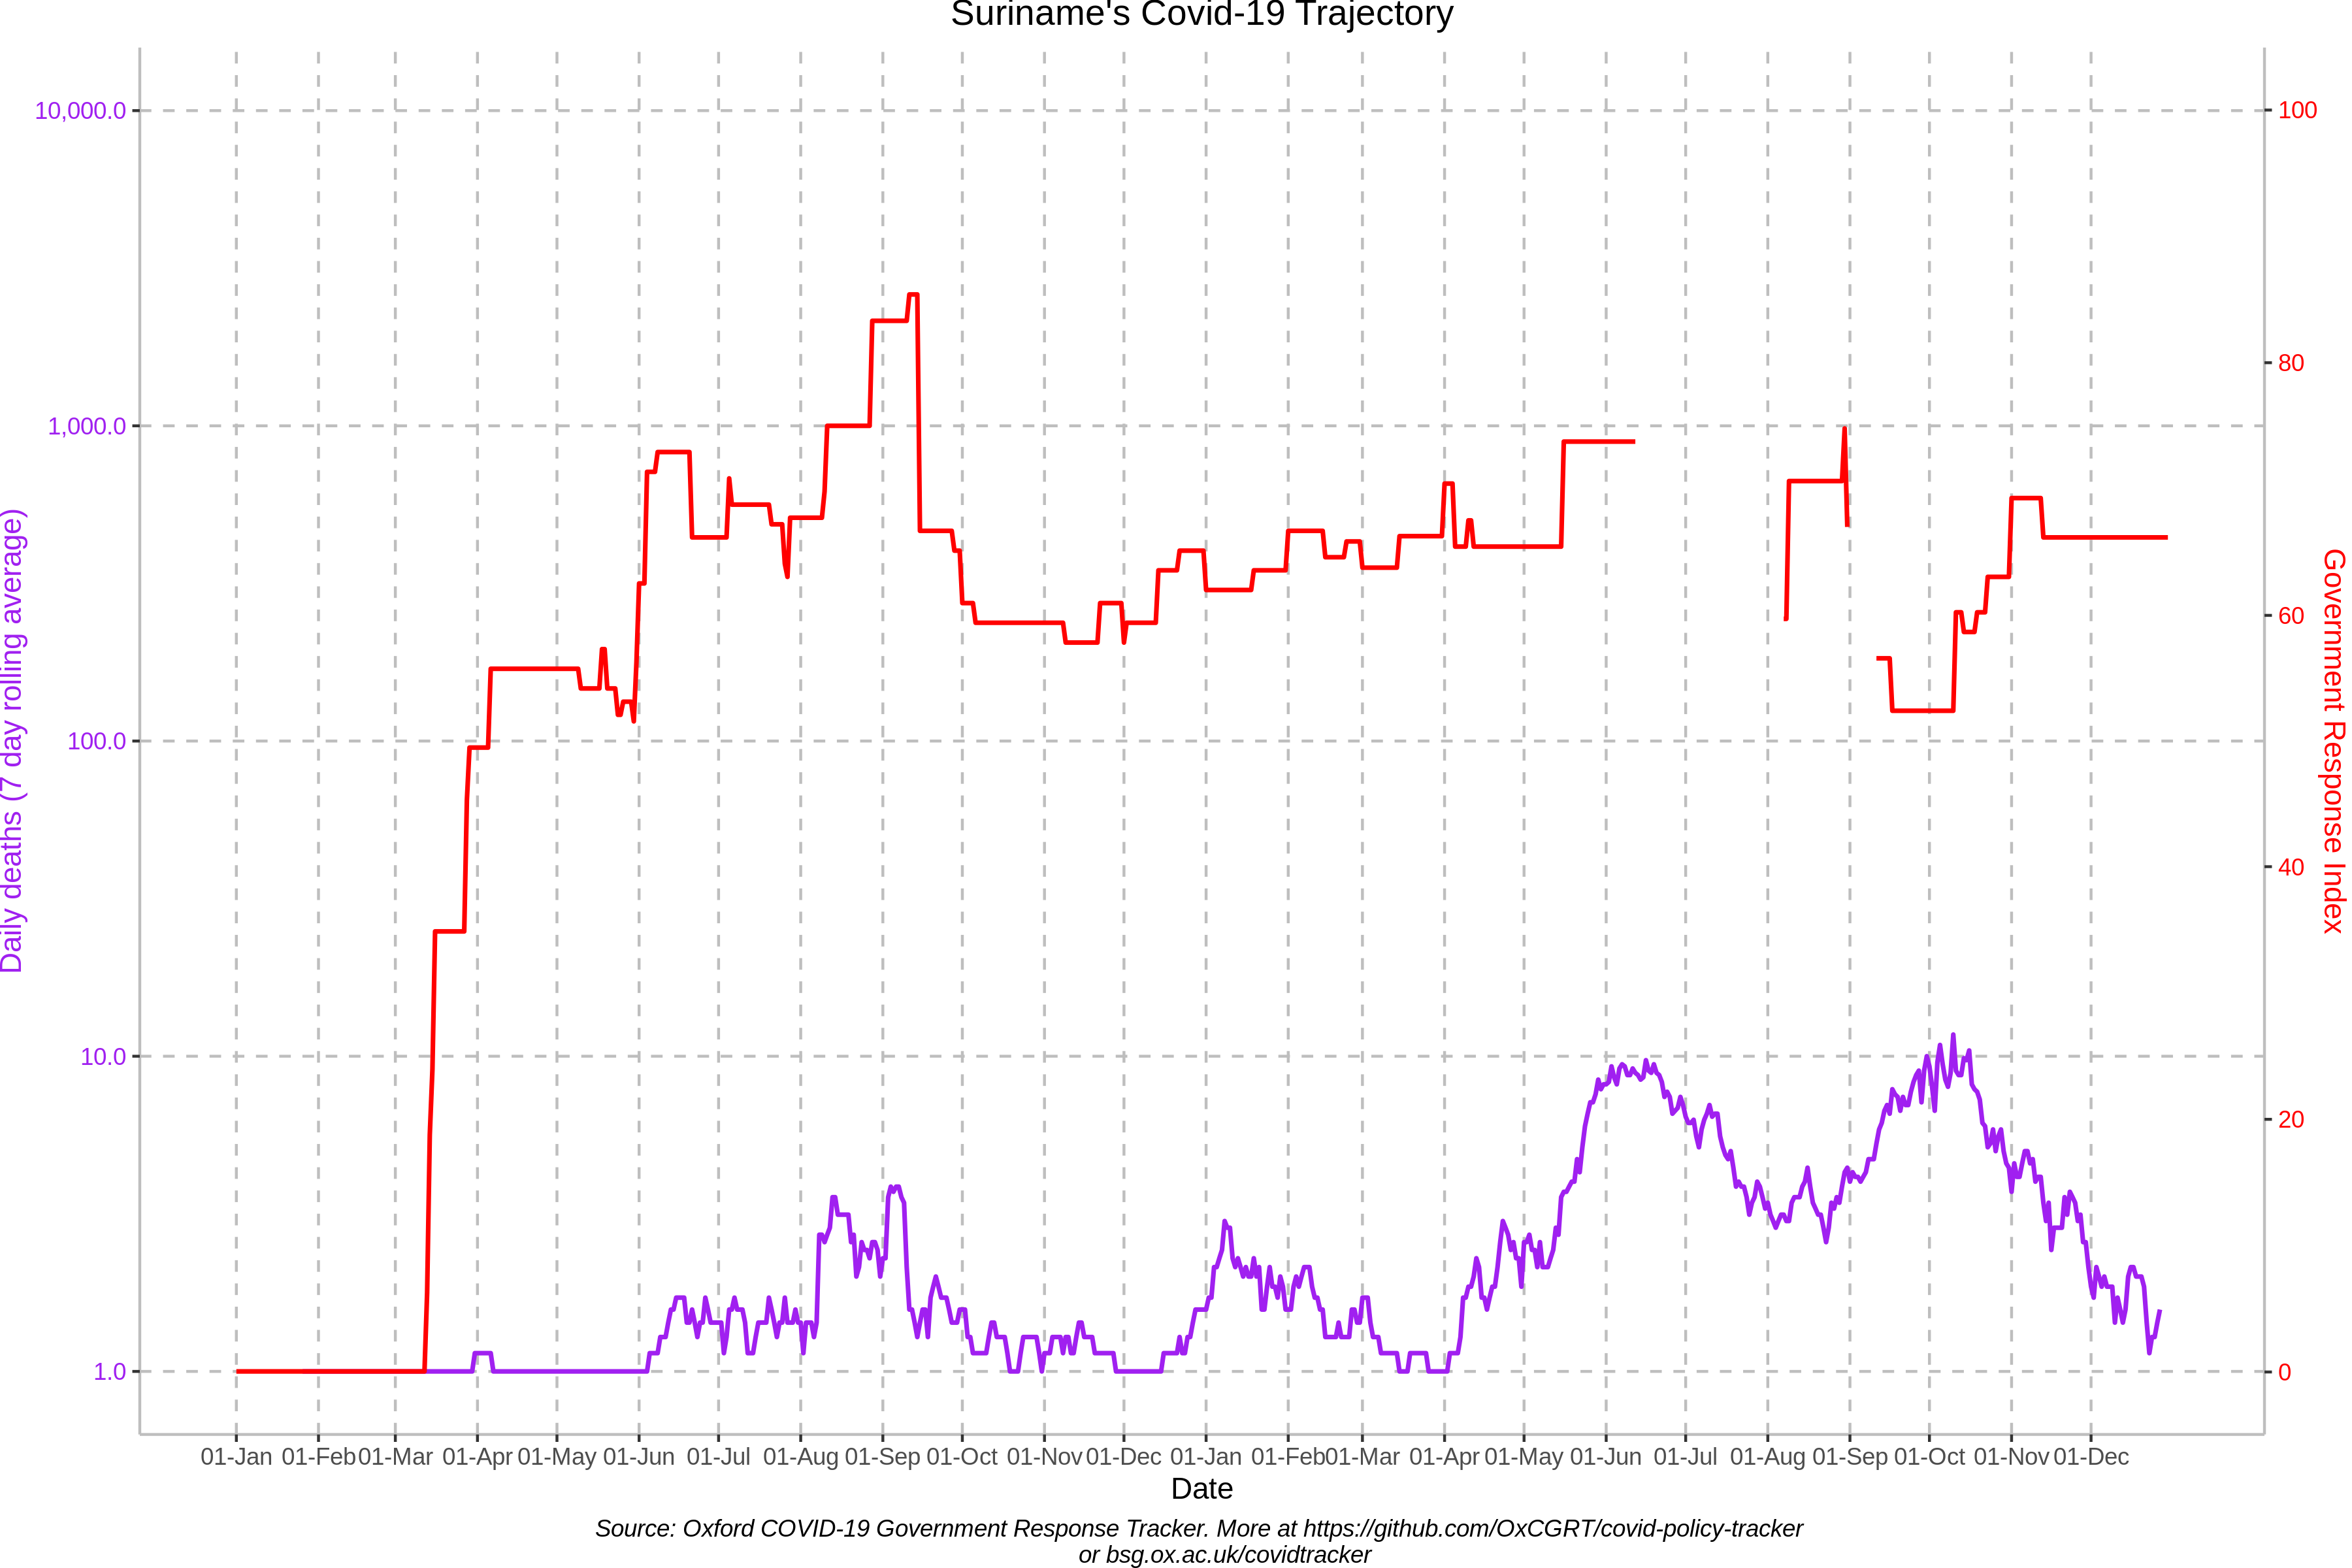 Suriname's Covid-19 Trajectory
Daily deaths (7 day rolling average)
10,000.0
1,000.0
100.0
10.0
1.0
100
80
60
40
20
0
Government Response Index
01-Jan 01-Feb 01-Mar 01-Apr 01-May 01-Jun 01-Jul 01-Aug 01-Sep 01-Oct 01-Nov 01-Dec 01-Jan 01-Feb 01-Mar 01-Apr 01-May 01-Jun 01-Jul 01-Aug 01-Sep 01-Oct 01-Nov 01-Dec
Date
Source: Oxford COVID-19 Government Response Tracker. More at https://github.com/OxCGRT/covid-policy-tracker
or bsg.ox.ac.uk/covidtracker